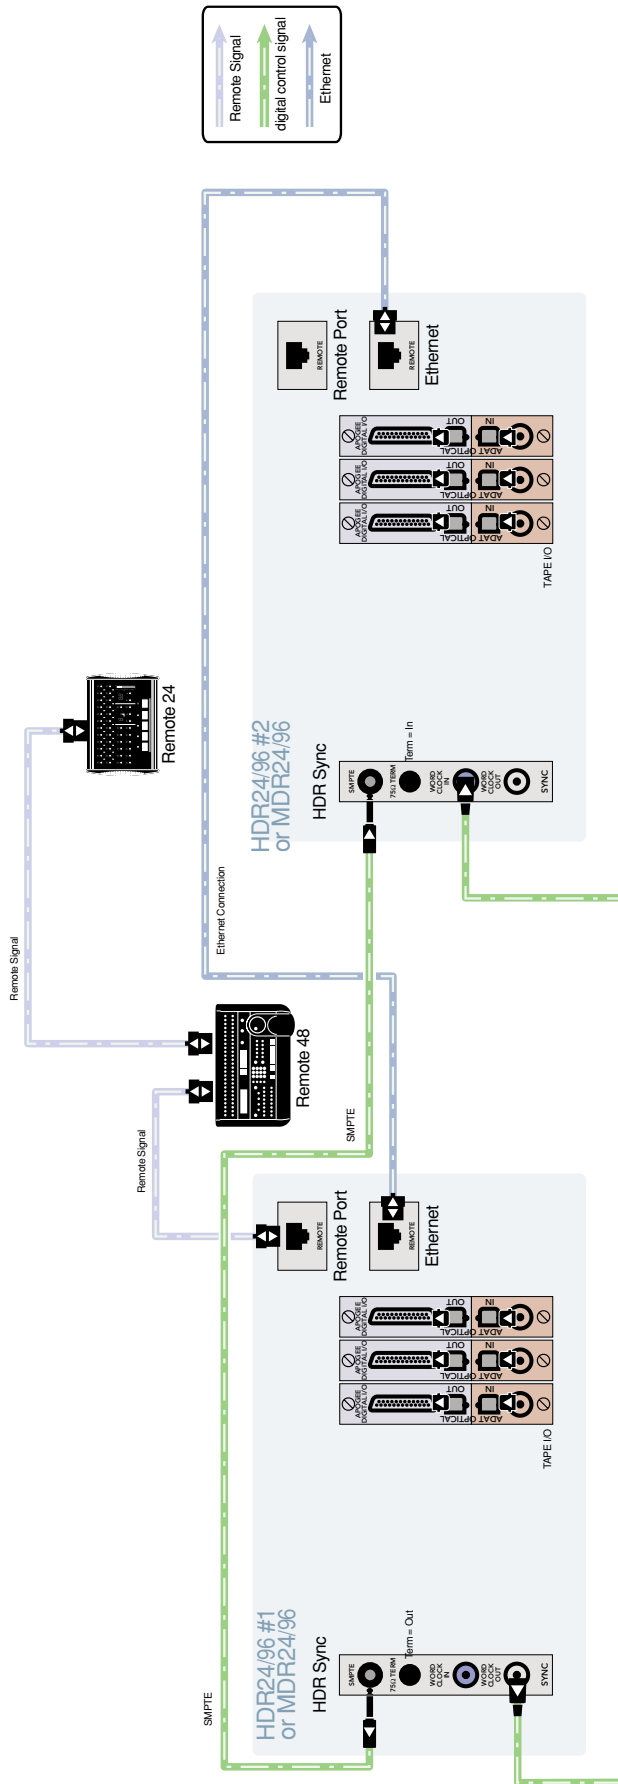 Remote Signal
digital control signal
Ethernet
REMOTE
Remote Port
REMOTE
Ethernet
APOGEE
DIGITAL I/O
OUT
ADAT OPTICAL
IN
APOGEE
DIGITAL I/O
OUT
ADAT OPTICAL
IN
APOGEE
DIGITAL I/O
OUT
ADAT OPTICAL
IN
TAPE I/O
Remote 24
HDR24/96 #2
or MDR24/96
HDR Sync
SMPTE
75Ω TERM
Term = In
WORD
CLOCK
IN
WORD
CLOCK
OUT
SYNC
Ethernet Connection
Remote Signal
Remote 48
SMPTE
Remote Signal
REMOTE
Remote Port
REMOTE
Ethernet
APOGEE
DIGITAL I/O
OUT
ADAT OPTICAL
IN
APOGEE
DIGITAL I/O
OUT
ADAT OPTICAL
IN
APOGEE
DIGITAL I/O
OUT
ADAT OPTICAL
IN
TAPE I/O
HDR24/96 #1
or MDR24/96
HDR Sync
SMPTE
75Ω TERM
Term = Out
WORD
CLOCK
IN
WORD
CLOCK
OUT
SYNC
SMPTE